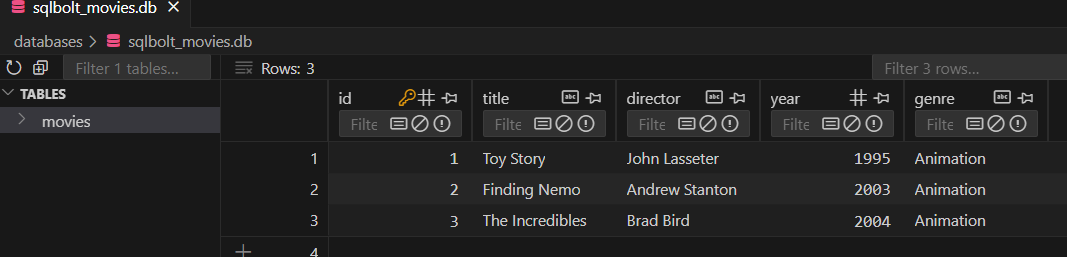 sqlbolt_movies.db
databases > sqlbolt_movies.db
Filter 1 tables...
Rows: 3
Filter 3 rows...
TABLES
movies
id title director year genre
Filte Filte Filte Filte Filte
1 1 Toy Story John Lasseter 1995 Animation
2 2 Finding Nemo Andrew Stanton 2003 Animation
3 3 The Incredibles Brad Bird 2004 Animation
4